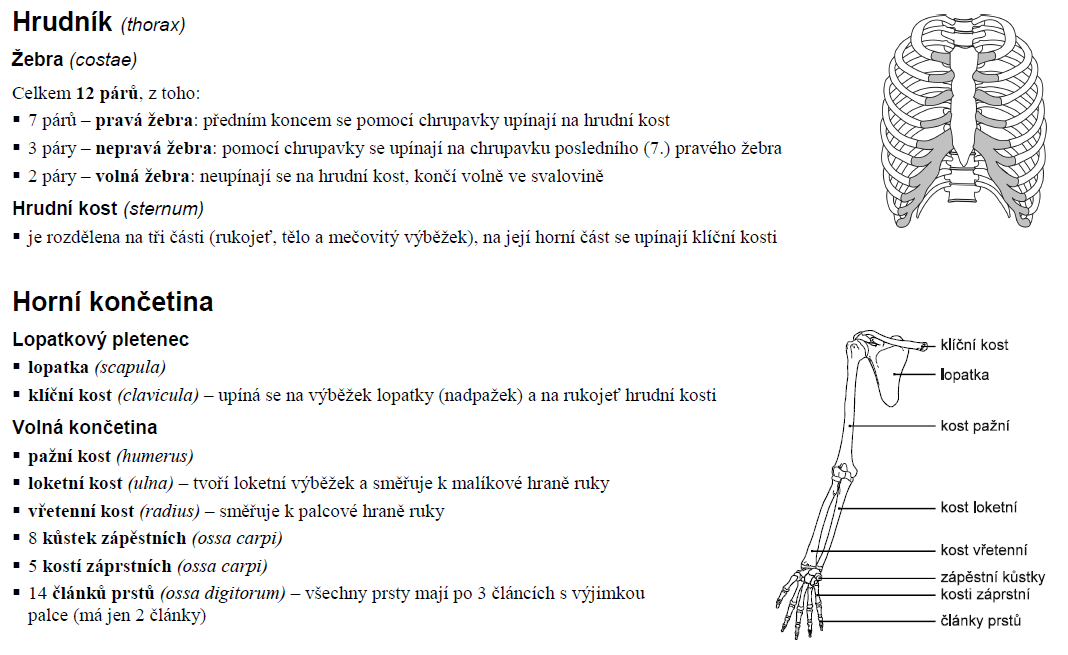 Hrudník (thorax)
Žebra (costae)
Celkem 12 párů, z toho:
▪ 7 párů – pravá žebra: předním koncem se pomocí chrupavky upínají na hrudní kost
▪ 3 páry – nepravá žebra: pomocí chrupavky se upínají na chrupavku posledního (7.) pravého žebra
▪ 2 páry – volná žebra: neupínají se na hrudní kost, končí volně ve svalovině
Hrudní kost (sternum)
▪ je rozdělena na tři části (rukojeť, tělo a mečovitý výběžek), na její horní část se upínají klíční kosti
Horní končetina
Lopatkový pletenec
▪ lopatka (scapula)
▪ klíční kost (clavicula) – upíná se na výběžek lopatky (nadpažek) a na rukojeť hrudní kosti
Volná končetina
▪ pažní kost (humerus)
▪ loketní kost (ulna) – tvoří loketní výběžek a směřuje k malíkové hraně ruky
▪ vřetenní kost (radius) – směřuje k palcové hraně ruky
▪ 8 kůstek zápěstních (ossa carpi)
▪ 5 kostí záprstních (ossa carpi)
▪ 14 článků prstů (ossa digitorum) – všechny prsty mají po 3 článcích s výjimkou
palce (má jen 2 články)
klíční kost
lopatka
kost pažní
kost loketní
kost vřetenní
zápěstní kůstky
kosti záprstní
články prstů